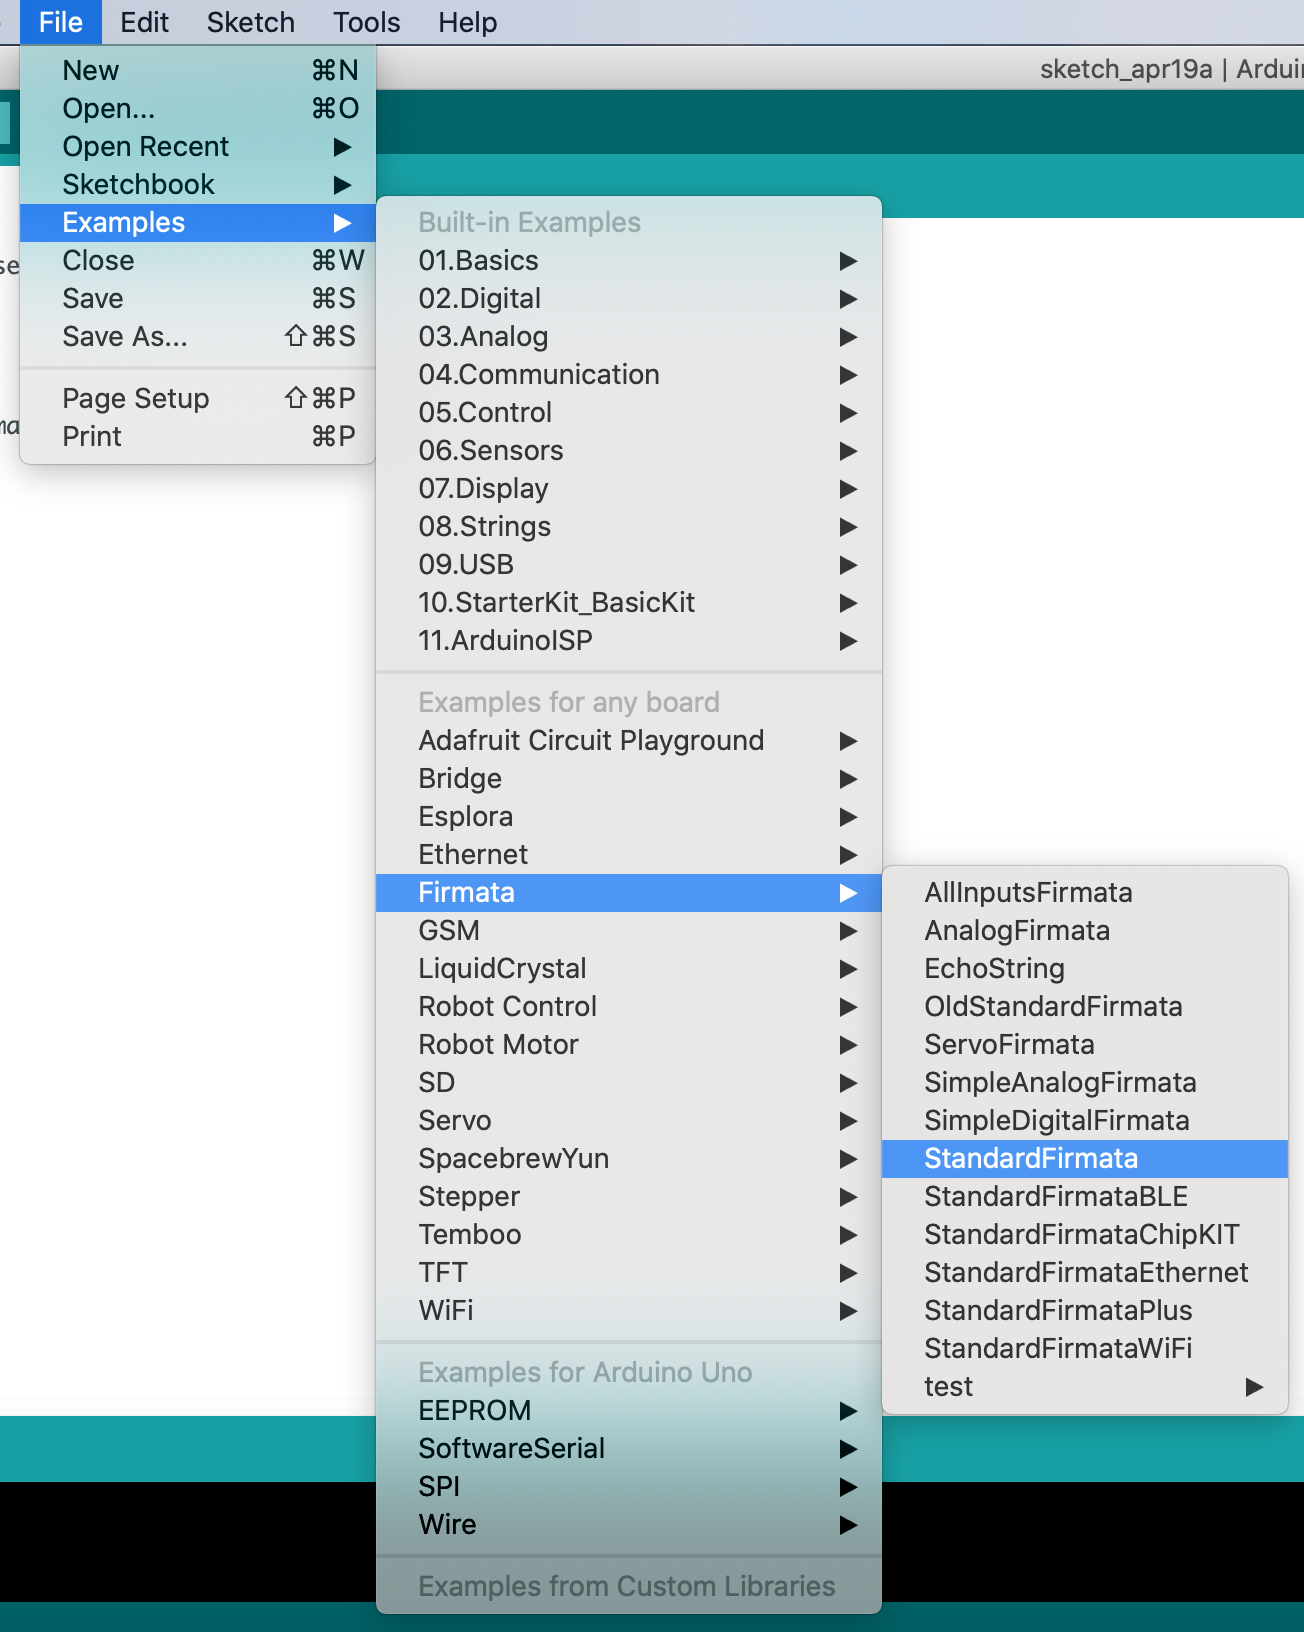 File Edit Sketch Tools Help
sketch_apr19a | Ardui
New ⌘N
Open... ⌘O
Open Recent ▶
Sketchbook ▶
Examples ▶
Close ⌘W
Save ⌘S
Save As... ⇧⌘S
Page Setup ⇧⌘P
Print ⌘P
se
ma
Built-in Examples
01.Basics ▶
02.Digital ▶
03.Analog ▶
04.Communication ▶
05.Control ▶
06.Sensors ▶
07.Display ▶
08.Strings ▶
09.USB ▶
10.StarterKit_BasicKit ▶
11.ArduinoISP ▶
Examples for any board
Adafruit Circuit Playground ▶
Bridge ▶
Esplora ▶
Ethernet ▶
Firmata ▶
GSM ▶
LiquidCrystal ▶
Robot Control ▶
Robot Motor ▶
SD ▶
Servo ▶
SpacebrewYun ▶
Stepper ▶
Temboo ▶
TFT ▶
WiFi ▶
Examples for Arduino Uno
EEPROM ▶
SoftwareSerial ▶
SPI ▶
Wire ▶
Examples from Custom Libraries
AllInputsFirmata
AnalogFirmata
EchoString
OldStandardFirmata
ServoFirmata
SimpleAnalogFirmata
SimpleDigitalFirmata
StandardFirmata
StandardFirmataBLE
StandardFirmataChipKIT
StandardFirmataEthernet
StandardFirmataPlus
StandardFirmataWiFi
test ▶